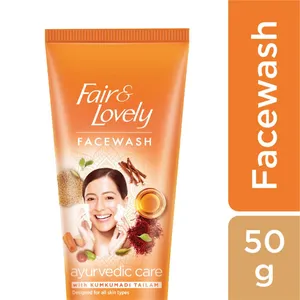 Fair &
Lovely
FACEWASH
ayurvedic care
WITH KUMKUMADI TAILAM
Designed for all skin types
Facewash
50
g